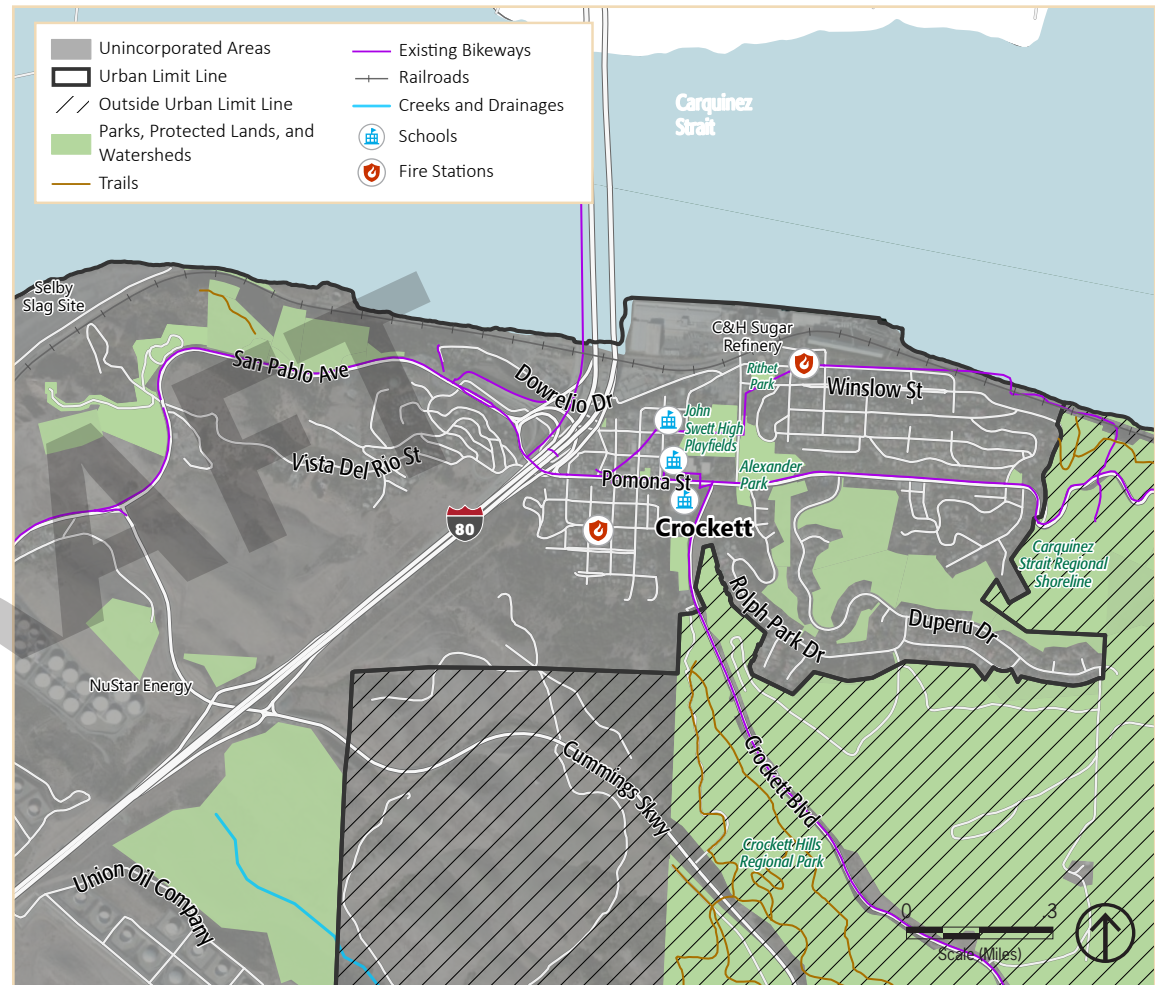 Unincorporated Areas
Urban Limit Line
Outside Urban Limit Line
Parks, Protected Lands, and
Watersheds
Trails
Existing Bikeways
Railroads
Creeks and Drainages
Schools
Fire Stations
Carquinez
Strait
Selby
Slag Site
San Pablo Ave
Dowrelio Dr
C&H Sugar
Refinery
Rithet
Park
Winslow St
John
Swett High
Playfields
Vista Del Rio St
Pomona St
Alexander
Park
80
Crockett
Carquinez
Strait Regional
Shoreline
Rolph Park Dr
Duperu Dr
NuStar Energy
Cummings Skwy
Crockett Blvd
Crockett Hills
Regional Park
Union Oil Company
0 .3
Scale (Miles)